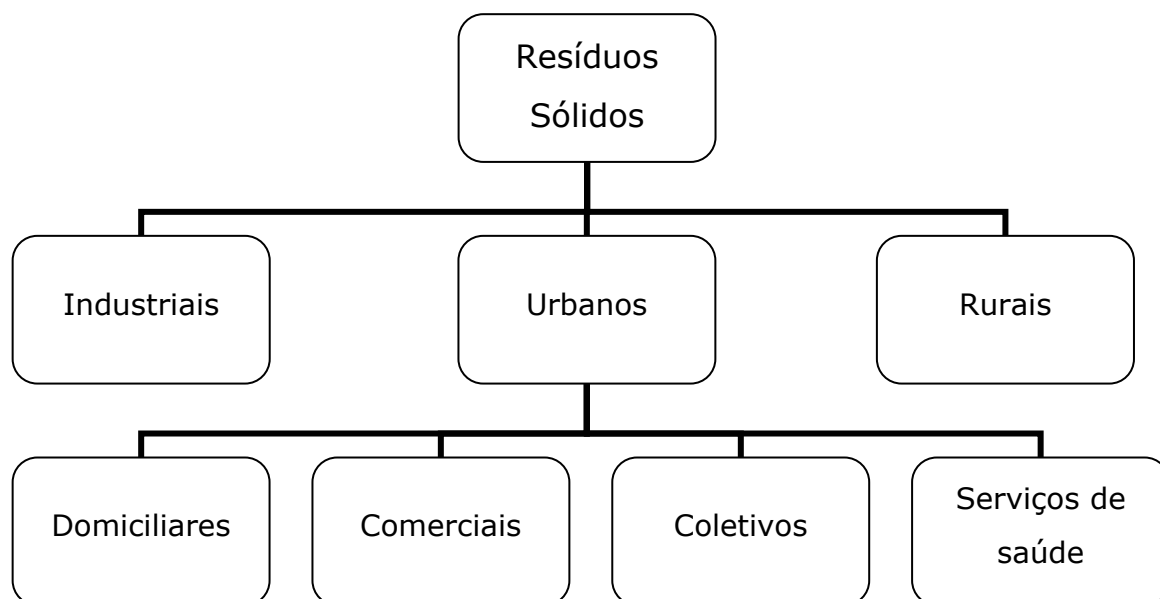 Resíduos
Sólidos
Industriais
Urbanos
Rurais
Domiciliares
Comerciais
Coletivos
Serviços de
saúde